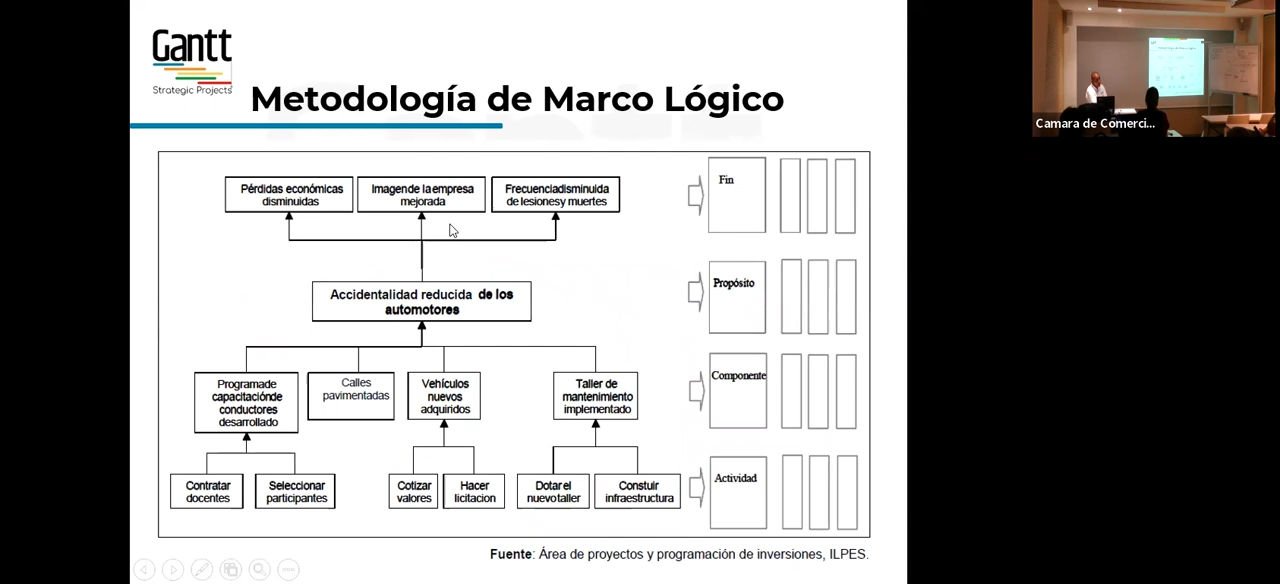 Gantt
Strategic Projects
Metodología de Marco Lógico
Camara de Comerci...
Pérdidas económicas
disminuidas
Imagen de la empresa
mejorada
Frecuencia disminuida
de lesiones y muertes
Fin
Accidentalidad reducida de los
automotores
Propósito
Programa de
capacitación de
conductores
desarrollado
Calles
pavimentadas
Vehículos
nuevos
adquiridos
Taller de
mantenimiento
implementado
Componente
Contratar
docentes
Seleccionar
participantes
Cotizar
valores
Hacer
licitacion
Dotar el
nuevo taller
Constuir
infraestructura
Actividad
Fuente: Área de proyectos y programación de inversiones, ILPES.